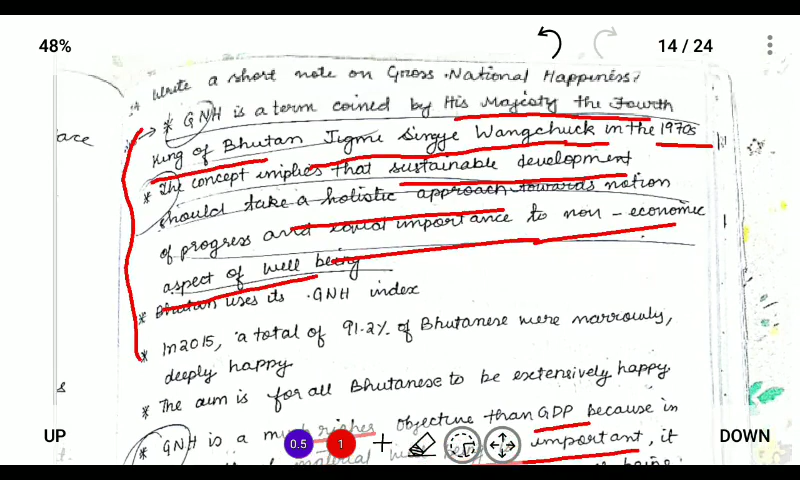 48%
14 / 24
Write a short note on Gross National Happiness?
ace
* GNH is a term coined by His Majesty the Fourth
King of Bhutan Jigme Singye Wangchuck in the 1970s
* The concept implies that sustainable development
should take a holistic approach towards notion
of progress and equal importance to non - economic
aspect of well being
* Bhutan uses its GNH index
* In 2015, a total of 91.2% of Bhutanese were narrowly,
deeply happy
s
* The aim is for all Bhutanese to be extensively happy
UP
DOWN
* GNH is a much richer objective than GDP because in
0.5
1
material important, it
being